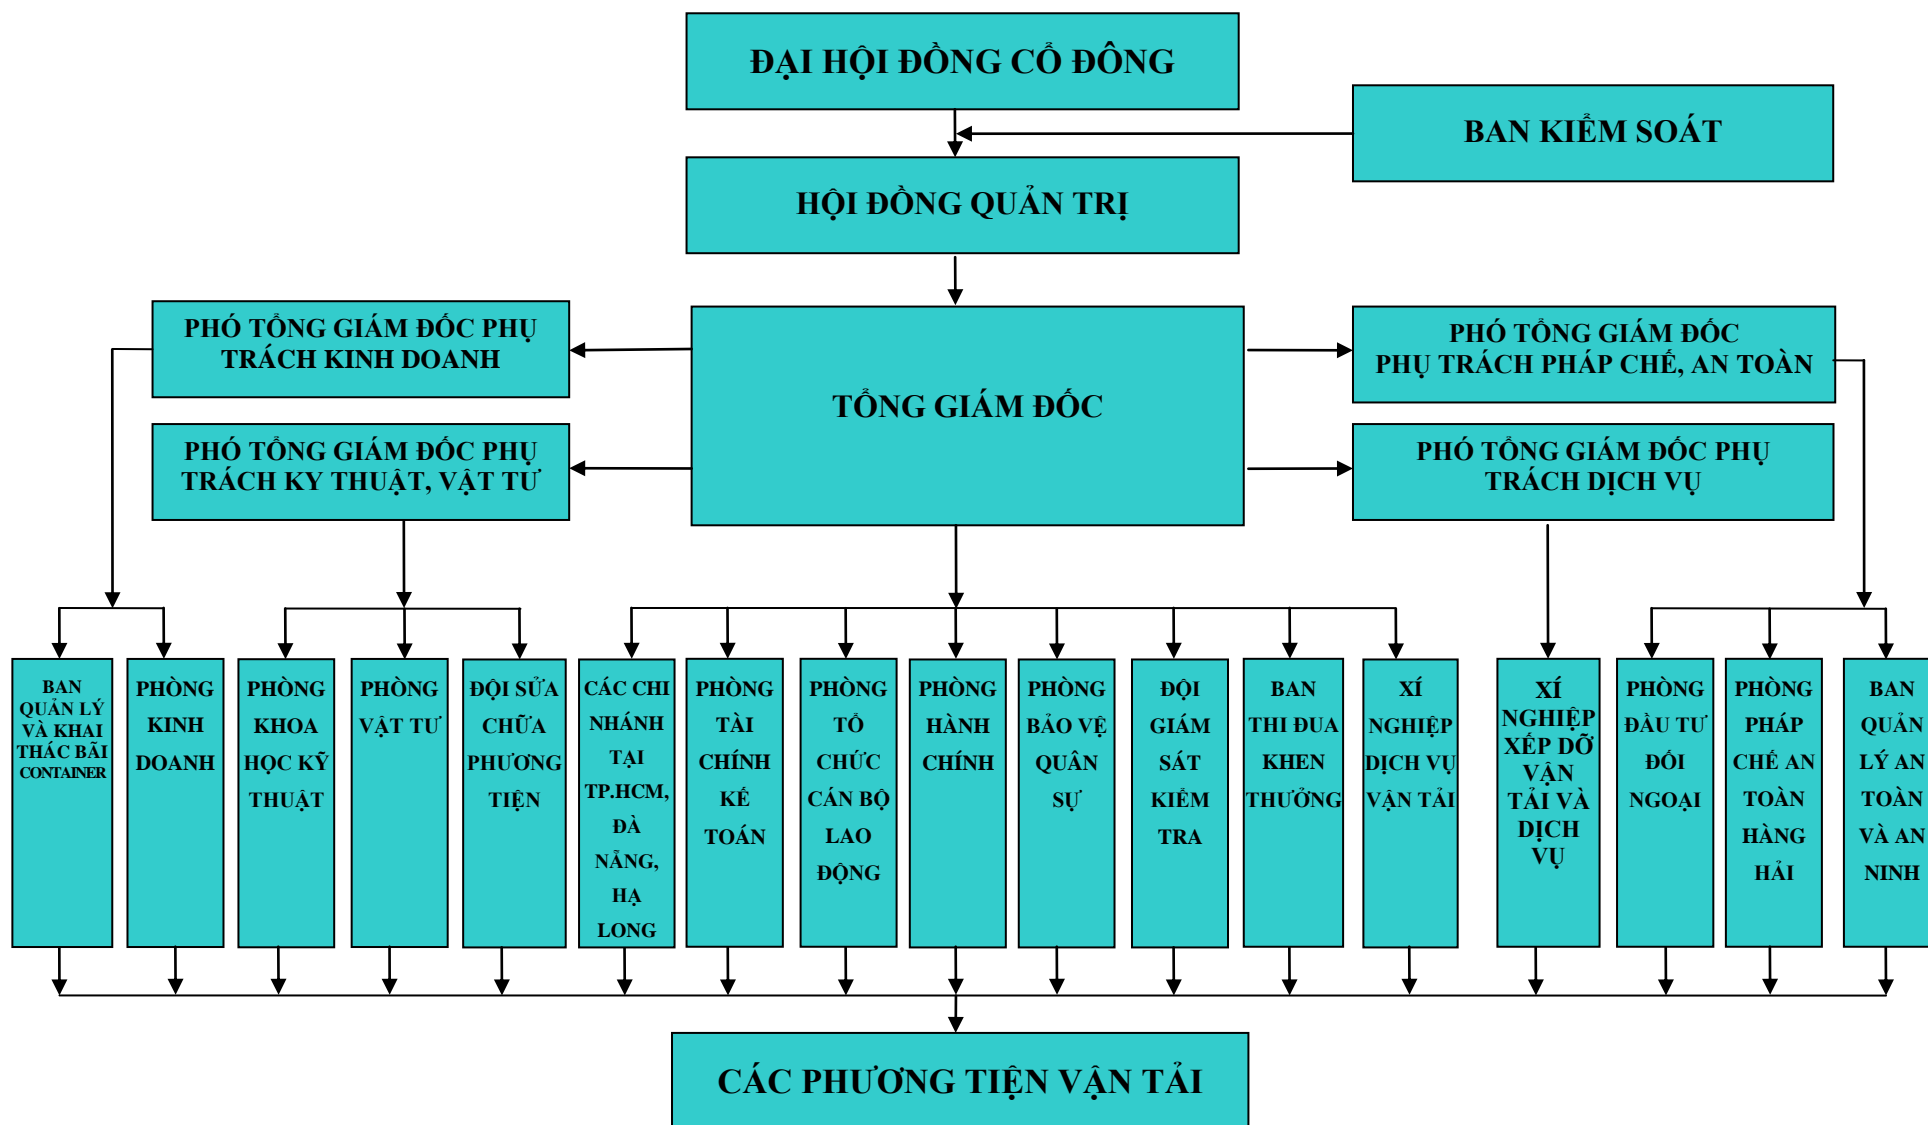 ĐẠI HỘI ĐỒNG CỔ ĐÔNG
BAN KIỂM SOÁT
HỘI ĐỒNG QUẢN TRỊ
PHÓ TỔNG GIÁM ĐỐC PHỤ
TRÁCH KINH DOANH
PHÓ TỔNG GIÁM ĐỐC
PHỤ TRÁCH PHÁP CHẾ, AN TOÀN
TỔNG GIÁM ĐỐC
PHÓ TỔNG GIÁM ĐỐC PHỤ
TRÁCH KY THUẬT, VẬT TƯ
PHÓ TỔNG GIÁM ĐỐC PHỤ
TRÁCH DỊCH VỤ
BAN
QUẢN LÝ
VÀ KHAI
THÁC BÃI
CONTAINER
PHÒNG
KINH
DOANH
PHÒNG
KHOA
HỌC KỸ
THUẬT
PHÒNG
VẬT TƯ
ĐỘI SỬA
CHỮA
PHƯƠNG
TIỆN
CÁC CHI
NHÁNH
TẠI
TP.HCM,
ĐÀ
NẴNG,
HẠ
LONG
PHÒNG
TÀI
CHÍNH
KẾ
TOÁN
PHÒNG
TỔ
CHỨC
CÁN BỘ
LAO
ĐỘNG
PHÒNG
HÀNH
CHÍNH
PHÒNG
BẢO VỆ
QUÂN
SỰ
ĐỘI
GIÁM
SÁT
KIỂM
TRA
BAN
THI ĐUA
KHEN
THƯỞNG
XÍ
NGHIỆP
DỊCH VỤ
VẬN TẢI
XÍ
NGHIỆP
XẾP DỠ
VẬN
TẢI VÀ
DỊCH
VỤ
PHÒNG
ĐẦU TƯ
ĐỐI
NGOẠI
PHÒNG
PHÁP
CHẾ AN
TOÀN
HÀNG
HẢI
BAN
QUẢN
LÝ AN
TOÀN
VÀ AN
NINH
CÁC PHƯƠNG TIỆN VẬN TẢI